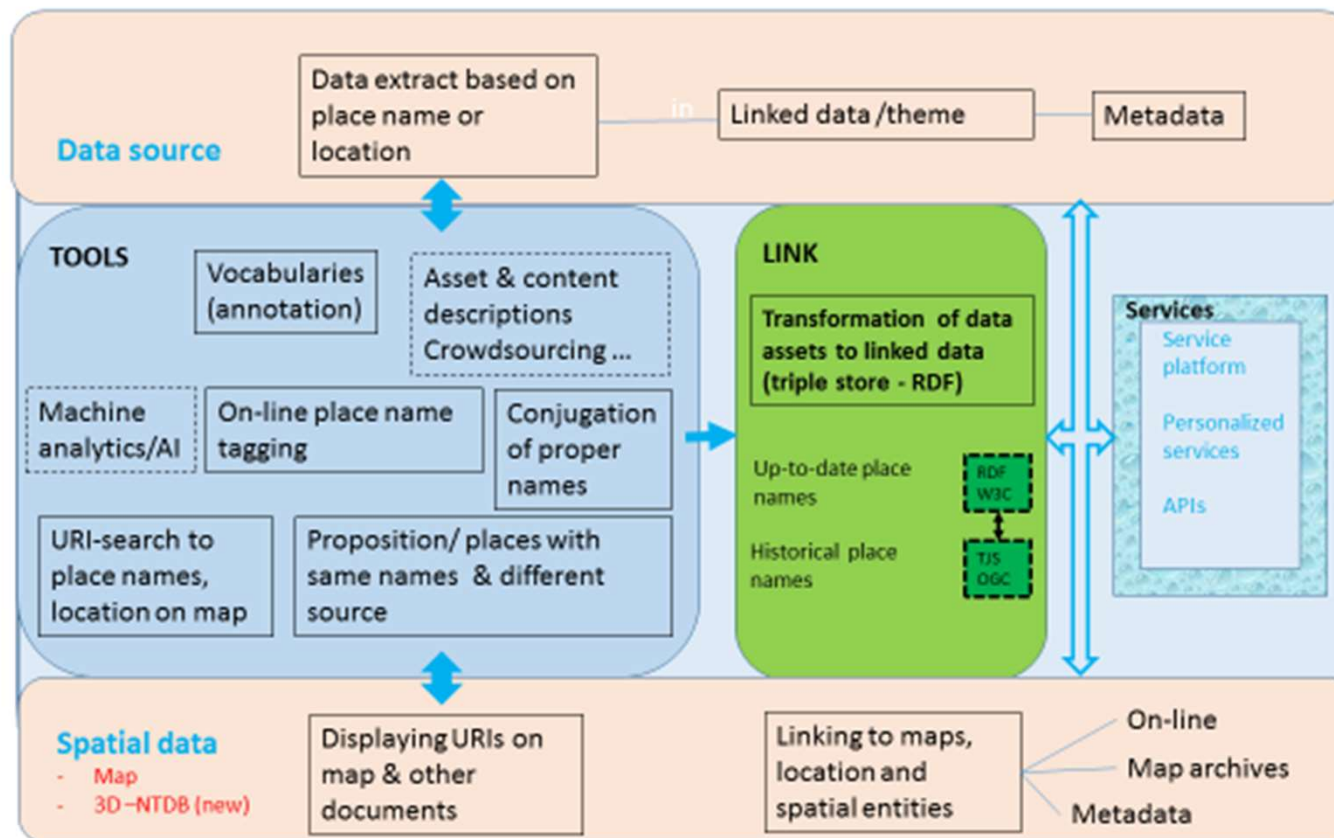 Data extract based on
place name or
location
in
Linked data /theme
Metadata
Data source
TOOLS
Vocabularies
(annotation)
Asset & content
descriptions
Crowdsourcing ...
Machine
analytics/AI
On-line place name
tagging
Conjugation
of proper
names
URI-search to
place names,
location on map
Proposition/ places with
same names & different
source
LINK
Transformation of data
assets to linked data
(triple store - RDF)
Up-to-date place
names
RDF
W3C
Historical place
names
TJS
OGC
Services
Service
platform
Personalized
services
APIs
Spatial data
- Map
- 3D –NTDB (new)
Displaying URIs on
map & other
documents
Linking to maps,
location and
spatial entities
On-line
Map archives
Metadata